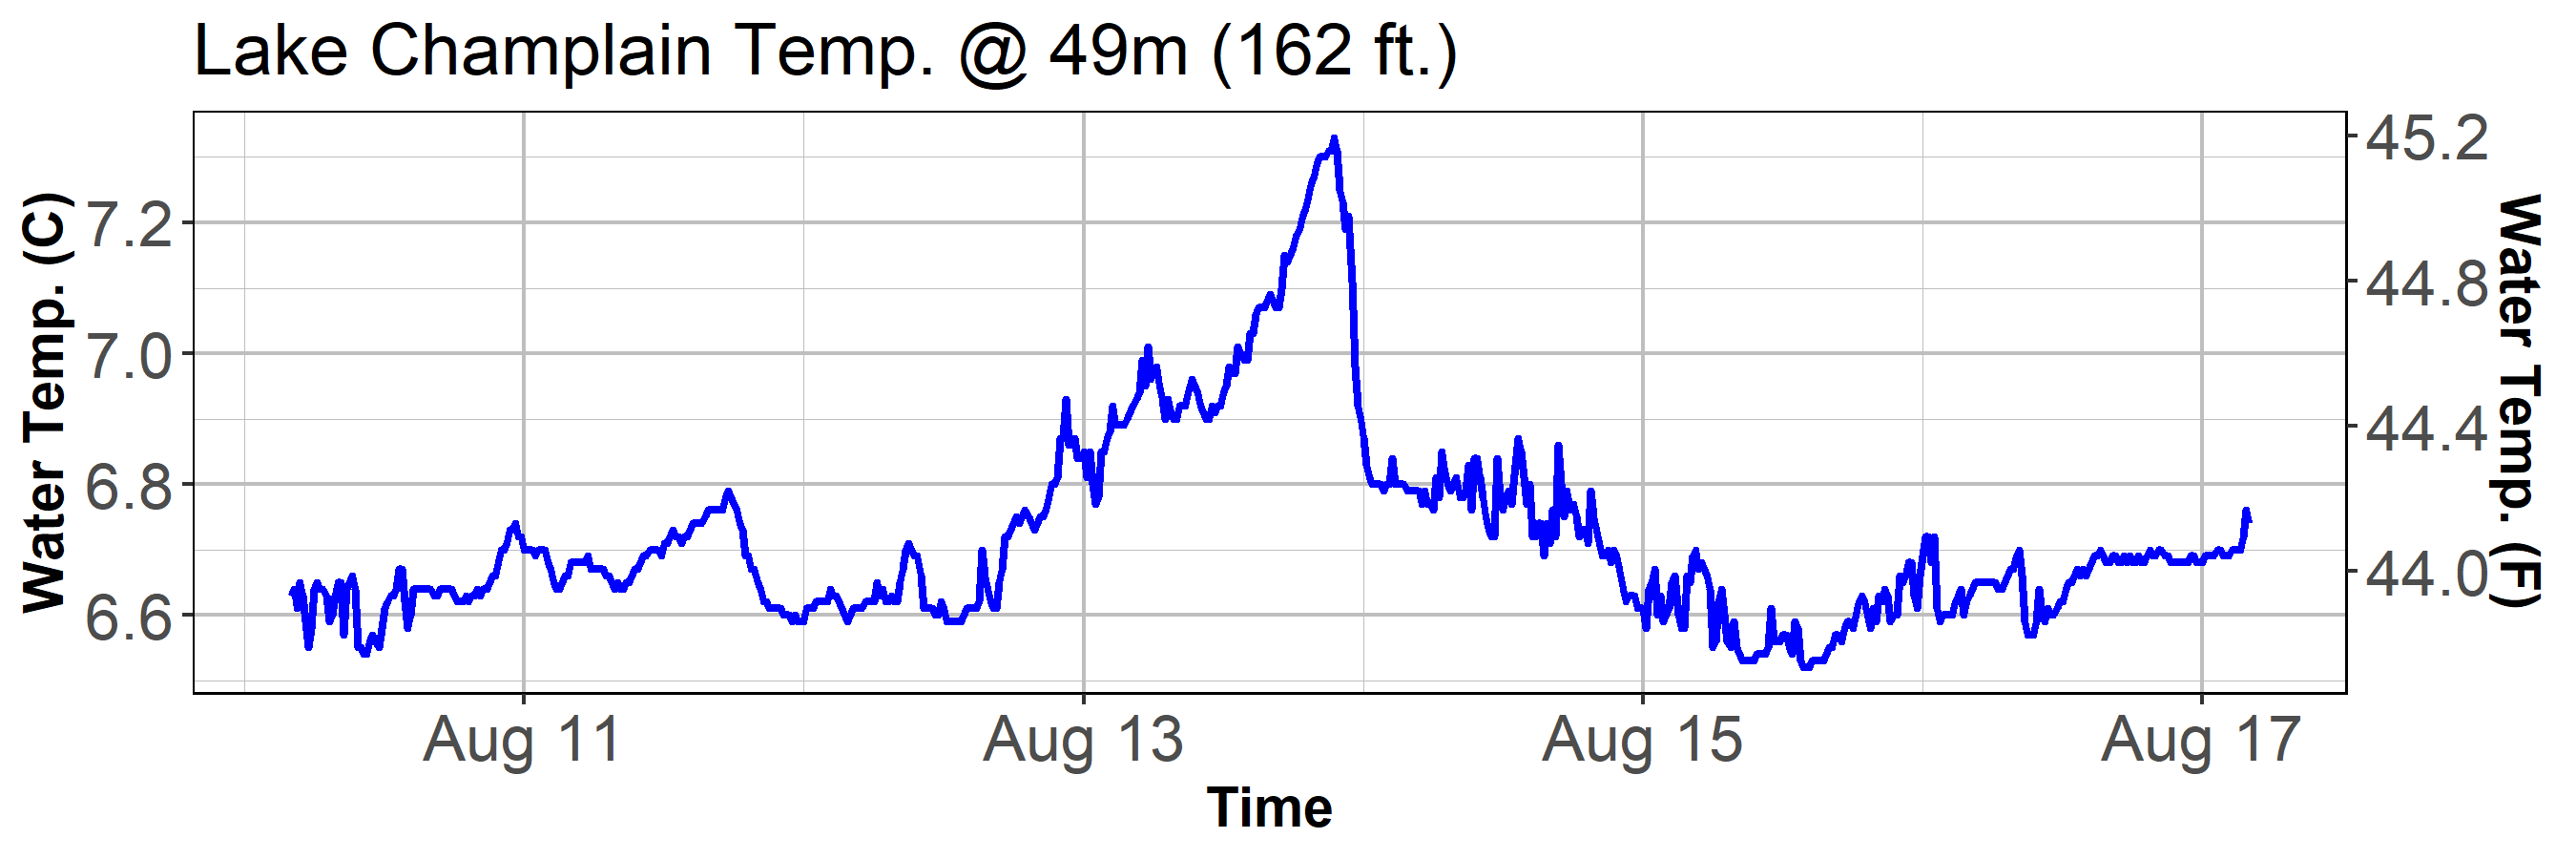 Lake Champlain Temp. @ 49m (162 ft.)
Water Temp. (C)
7.2
7.0
6.8
6.6
45.2
44.8
44.4
44.0
Water Temp. (F)
Aug 11
Aug 13
Aug 15
Aug 17
Time